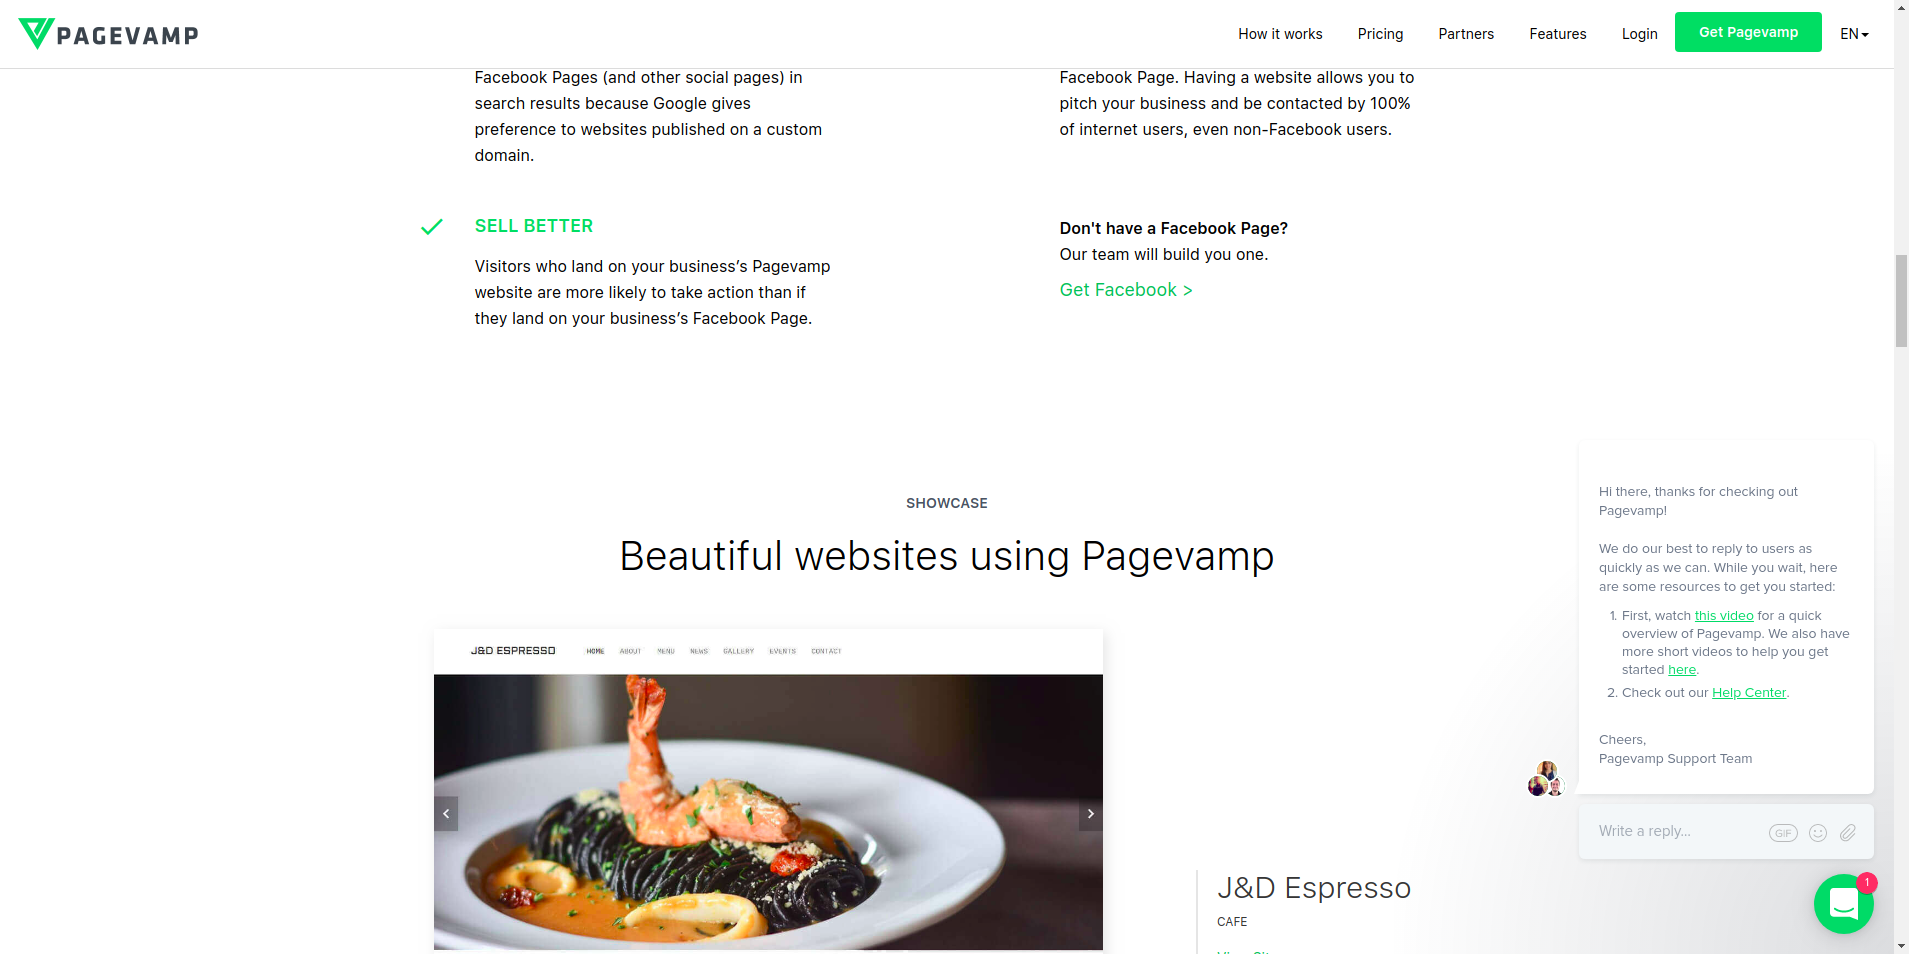 PAGEVAMP
How it works
Pricing
Partners
Features
Login
Get Pagevamp
EN
Facebook Pages (and other social pages) in
search results because Google gives
preference to websites published on a custom
domain.
Facebook Page. Having a website allows you to
pitch your business and be contacted by 100%
of internet users, even non-Facebook users.
SELL BETTER
Visitors who land on your business’s Pagevamp
website are more likely to take action than if
they land on your business’s Facebook Page.
Don't have a Facebook Page?
Our team will build you one.
Get Facebook >
SHOWCASE
Beautiful websites using Pagevamp
J&D ESPRESSO
HOME
ABOUT
MENU
NEWS
GALLERY
EVENTS
CONTACT
J&D Espresso
CAFE
Hi there, thanks for checking out
Pagevamp!
We do our best to reply to users as
quickly as we can. While you wait, here
are some resources to get you started:
1. First, watch this video for a quick
overview of Pagevamp. We also have
more short videos to help you get
started here.
2. Check out our Help Center.
Cheers,
Pagevamp Support Team
Write a reply...
GIF
1